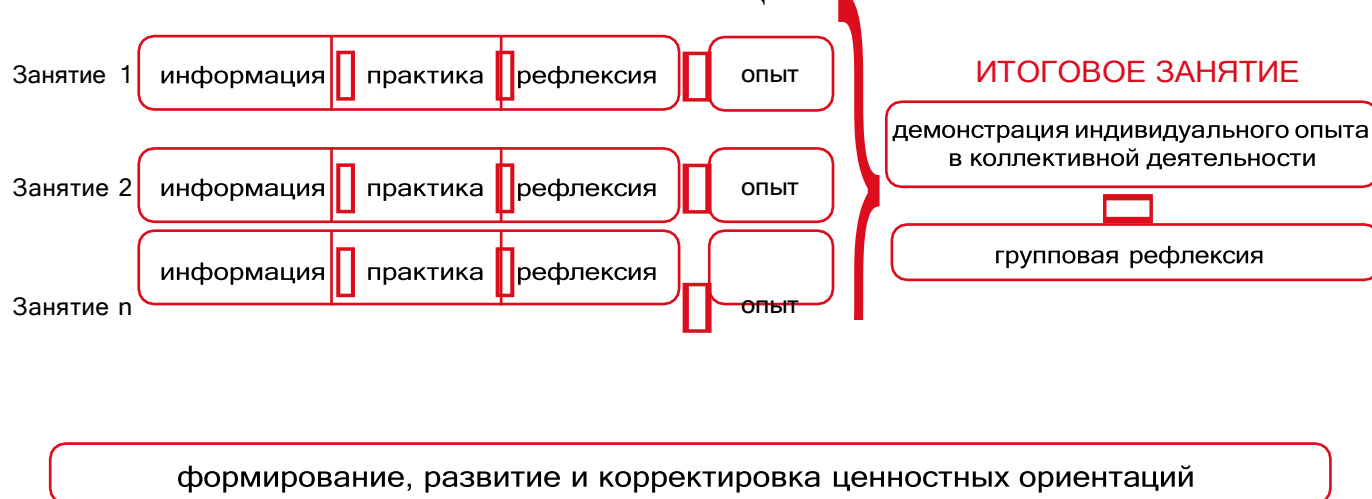 Занятие 1 информация практика рефлексия опыт
ИТОГОВОЕ ЗАНЯТИЕ
демонстрация индивидуального опыта
в коллективной деятельности
Занятие 2 информация практика рефлексия опыт
групповая рефлексия
информация практика рефлексия
Занятие n опыт
формирование, развитие и корректировка ценностных ориентаций